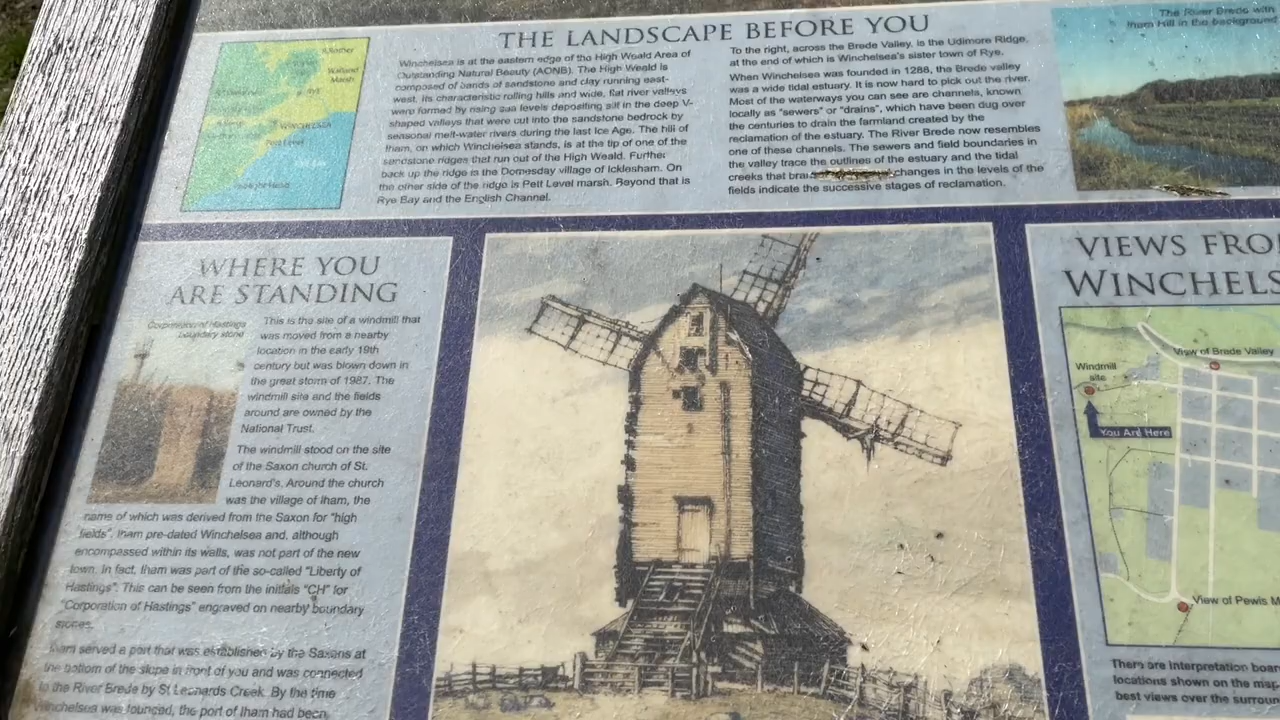 THE LANDSCAPE BEFORE YOU
Winchelsea is at the eastern edge of the High Weald Area of
Outstanding Natural Beauty (AONB). The High Weald is
composed of bands of sandstone and clay running east-
west. Its characteristic rolling hills and wide, flat river valleys
were formed by rising sea levels depositing silt in the deep V-
shaped valleys that were cut into the sandstone bedrock by
seasonal melt-water rivers during the last Ice Age. The hill of
Iham, on which Winchelsea stands, is at the tip of one of the
sandstone ridges that run out of the High Weald. Further
back up the ridge is the Domesday village of Icklesham. On
the other side of the ridge is Pett Level marsh. Beyond that is
Rye Bay and the English Channel.
To the right, across the Brede Valley, is the Udimore Ridge,
at the end of which is Winchelsea's sister town of Rye.
When Winchelsea was founded in 1288, the Brede valley
was a wide tidal estuary. It is now hard to pick out the river.
Most of the waterways you can see are channels, known
locally as "sewers" or "drains", which have been dug over
the centuries to drain the farmland created by the
reclamation of the estuary. The River Brede now resembles
one of these channels. The sewers and field boundaries in
the valley trace the outlines of the estuary and the tidal
creeks that changes in the levels of the
fields indicate the successive stages of reclamation.
The River Brede with
Iham Hill in the background
Walland
Marsh
WINCHELSEA
Pett Level
WHERE YOU
ARE STANDING
Corporation of Hastings
boundary stone
This is the site of a windmill that
was moved from a nearby
location in the early 19th
century but was blown down in
the great storm of 1987. The
windmill site and the fields
around are owned by the
National Trust.
The windmill stood on the site
of the Saxon church of St.
Leonard's. Around the church
was the village of Iham, the
name of which was derived from the Saxon for "high
fields". Iham pre-dated Winchelsea and, although
encompassed within its walls, was not part of the new
town. In fact, Iham was part of the so-called "Liberty of
Hastings". This can be seen from the initials "CH" for
"Corporation of Hastings" engraved on nearby boundary
stones.
Iham served a port that was established by the Saxons at
the bottom of the slope in front of you and was connected
to the River Brede by St Leonards Creek. By the time
Winchelsea was founded, the port of Iham had been
VIEWS FRO
WINCHELS
View of Brede Valley
Windmill
site
You Are Here
View of Pewis M
There are interpretation boar
locations shown on the map
best views over the surrou